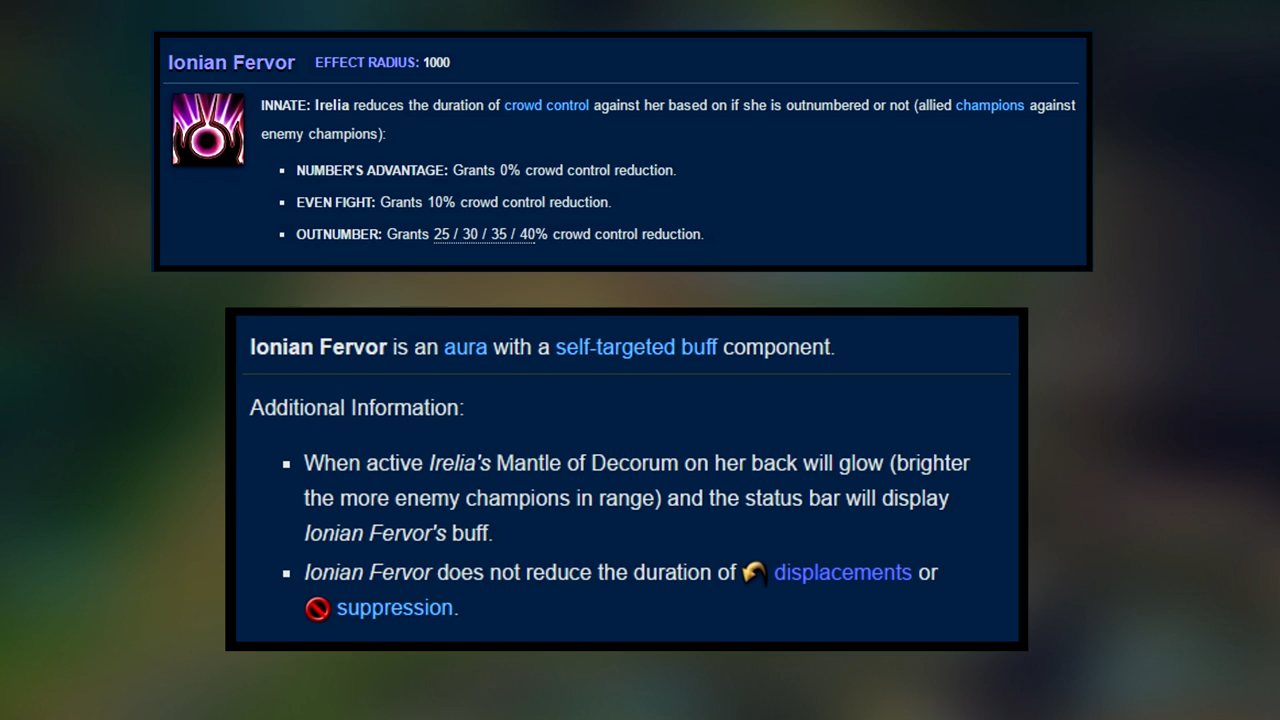 Ionian Fervor EFFECT RADIUS: 1000
INNATE: Irelia reduces the duration of crowd control against her based on if she is outnumbered or not (allied champions against
enemy champions):
▪ NUMBER'S ADVANTAGE: Grants 0% crowd control reduction.
▪ EVEN FIGHT: Grants 10% crowd control reduction.
▪ OUTNUMBER: Grants 25 / 30 / 35 / 40% crowd control reduction.
Ionian Fervor is an aura with a self-targeted buff component.
Additional Information:
▪ When active Irelia's Mantle of Decorum on her back will glow (brighter
the more enemy champions in range) and the status bar will display
Ionian Fervor's buff.
▪ Ionian Fervor does not reduce the duration of displacements or
suppression.